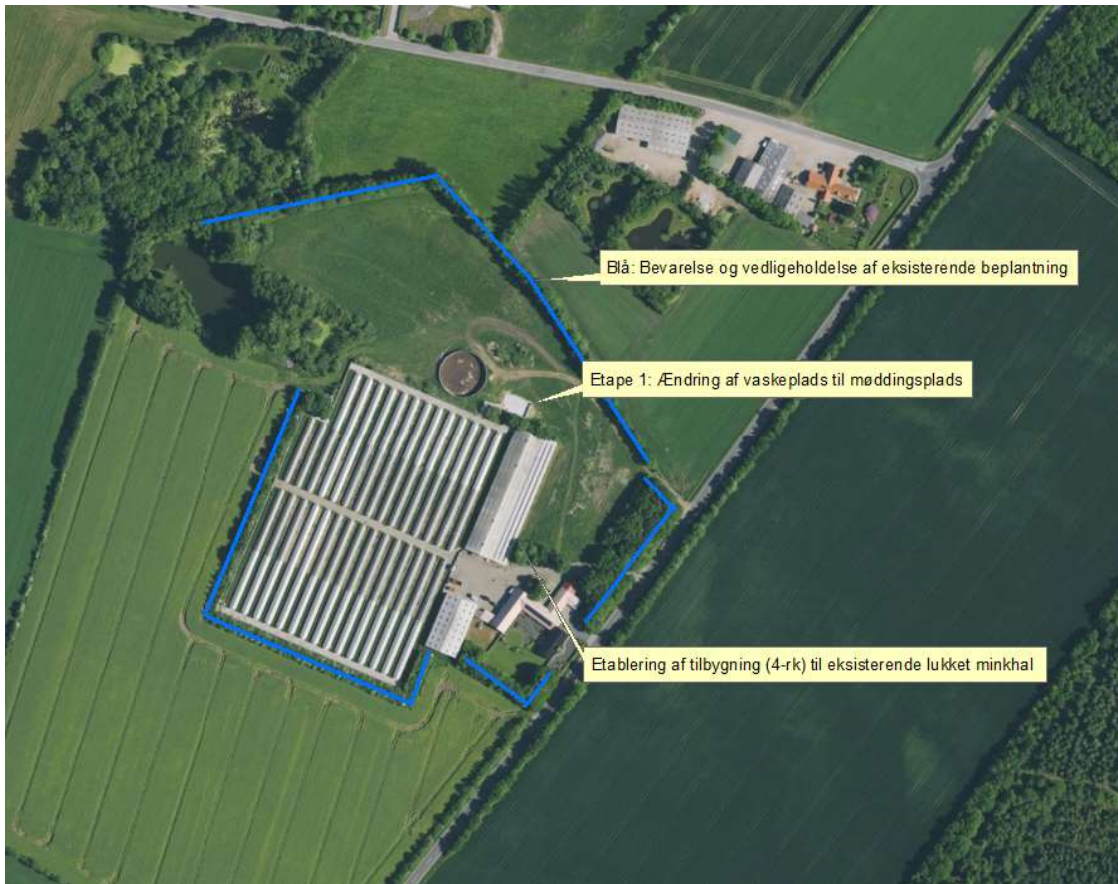 Blå: Bevarelse og vedligeholdelse af eksisterende beplantning
Etape 1: Ændring af vaskeplads til møddingsplads
Etablering af tilbygning (4-rk) til eksisterende lukket minkhal